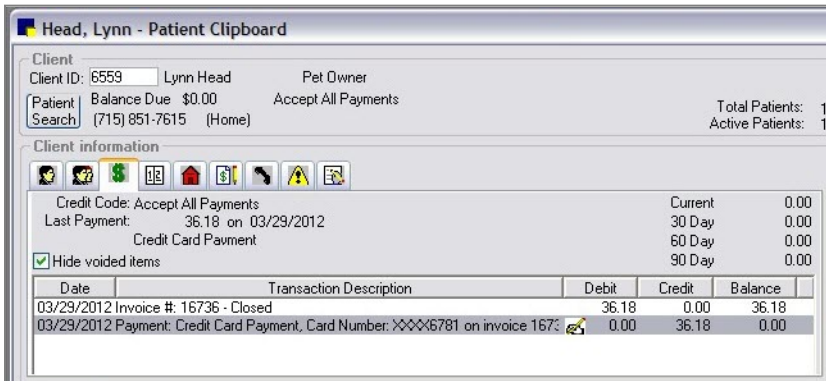 Head, Lynn - Patient Clipboard
Client
Client ID: 6559 Lynn Head Pet Owner
Patient Search
Balance Due $0.00 Accept All Payments
(715) 851-7615 (Home)
Total Patients: 1
Active Patients: 1
Client information
Credit Code: Accept All Payments Current 0.00
Last Payment: 36.18 on 03/29/2012 30 Day 0.00
Credit Card Payment 60 Day 0.00
Hide voided items 90 Day 0.00
Date Transaction Description Debit Credit Balance
03/29/2012 Invoice #: 16736 - Closed 36.18 0.00 36.18
03/29/2012 Payment: Credit Card Payment, Card Number: XXXX6781 on invoice 1673 0.00 36.18 0.00